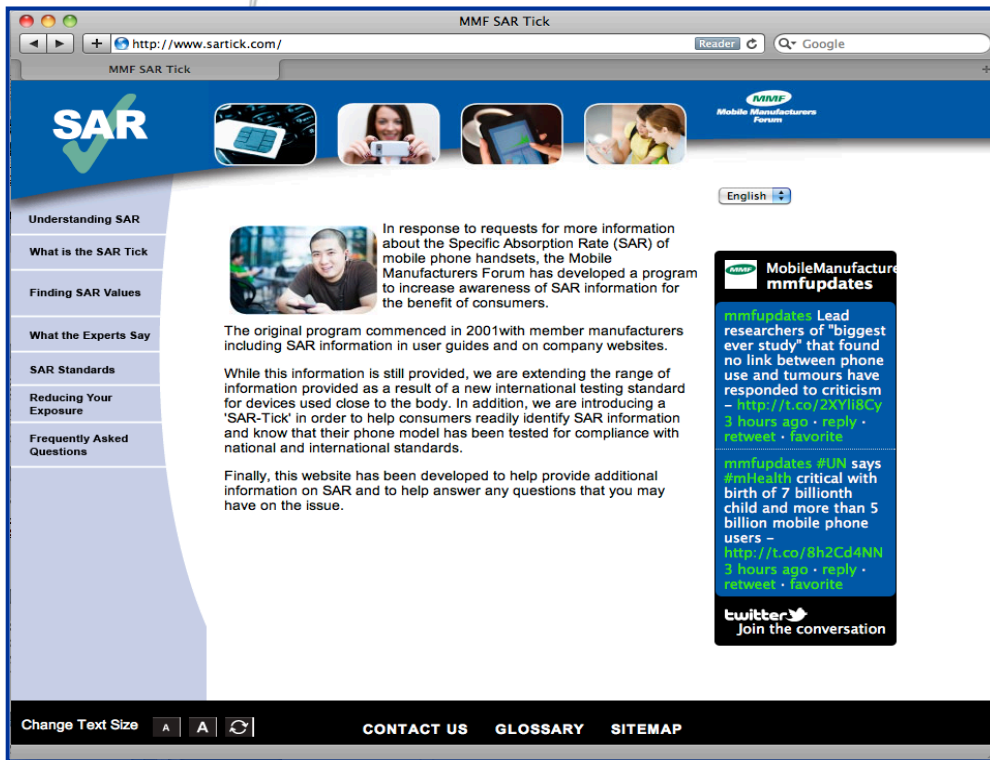 MMF SAR Tick
http://www.sartick.com/
Reader
Google
MMF SAR Tick
SAR
MMF
Mobile Manufacturers
Forum
English
Understanding SAR
What is the SAR Tick
Finding SAR Values
What the Experts Say
SAR Standards
Reducing Your
Exposure
Frequently Asked
Questions
In response to requests for more information
about the Specific Absorption Rate (SAR) of
mobile phone handsets, the Mobile
Manufacturers Forum has developed a program
to increase awareness of SAR information for
the benefit of consumers.
The original program commenced in 2001with member manufacturers
including SAR information in user guides and on company websites.
While this information is still provided, we are extending the range of
information provided as a result of a new international testing standard
for devices used close to the body. In addition, we are introducing a
'SAR-Tick' in order to help consumers readily identify SAR information
and know that their phone model has been tested for compliance with
national and international standards.
Finally, this website has been developed to help provide additional
information on SAR and to help answer any questions that you may
have on the issue.
MMF
MobileManufacture
mmfupdates
mmfupdates Lead
researchers of "biggest
ever study" that found
no link between phone
use and tumours have
responded to criticism
– http://t.co/2XYli8Cy
3 hours ago · reply ·
retweet · favorite
mmfupdates #UN says
#mHealth critical with
birth of 7 billionth
child and more than 5
billion mobile phone
users –
http://t.co/8h2Cd4NN
3 hours ago · reply ·
retweet · favorite
twitter
Join the conversation
Change Text Size A A
CONTACT US GLOSSARY SITEMAP